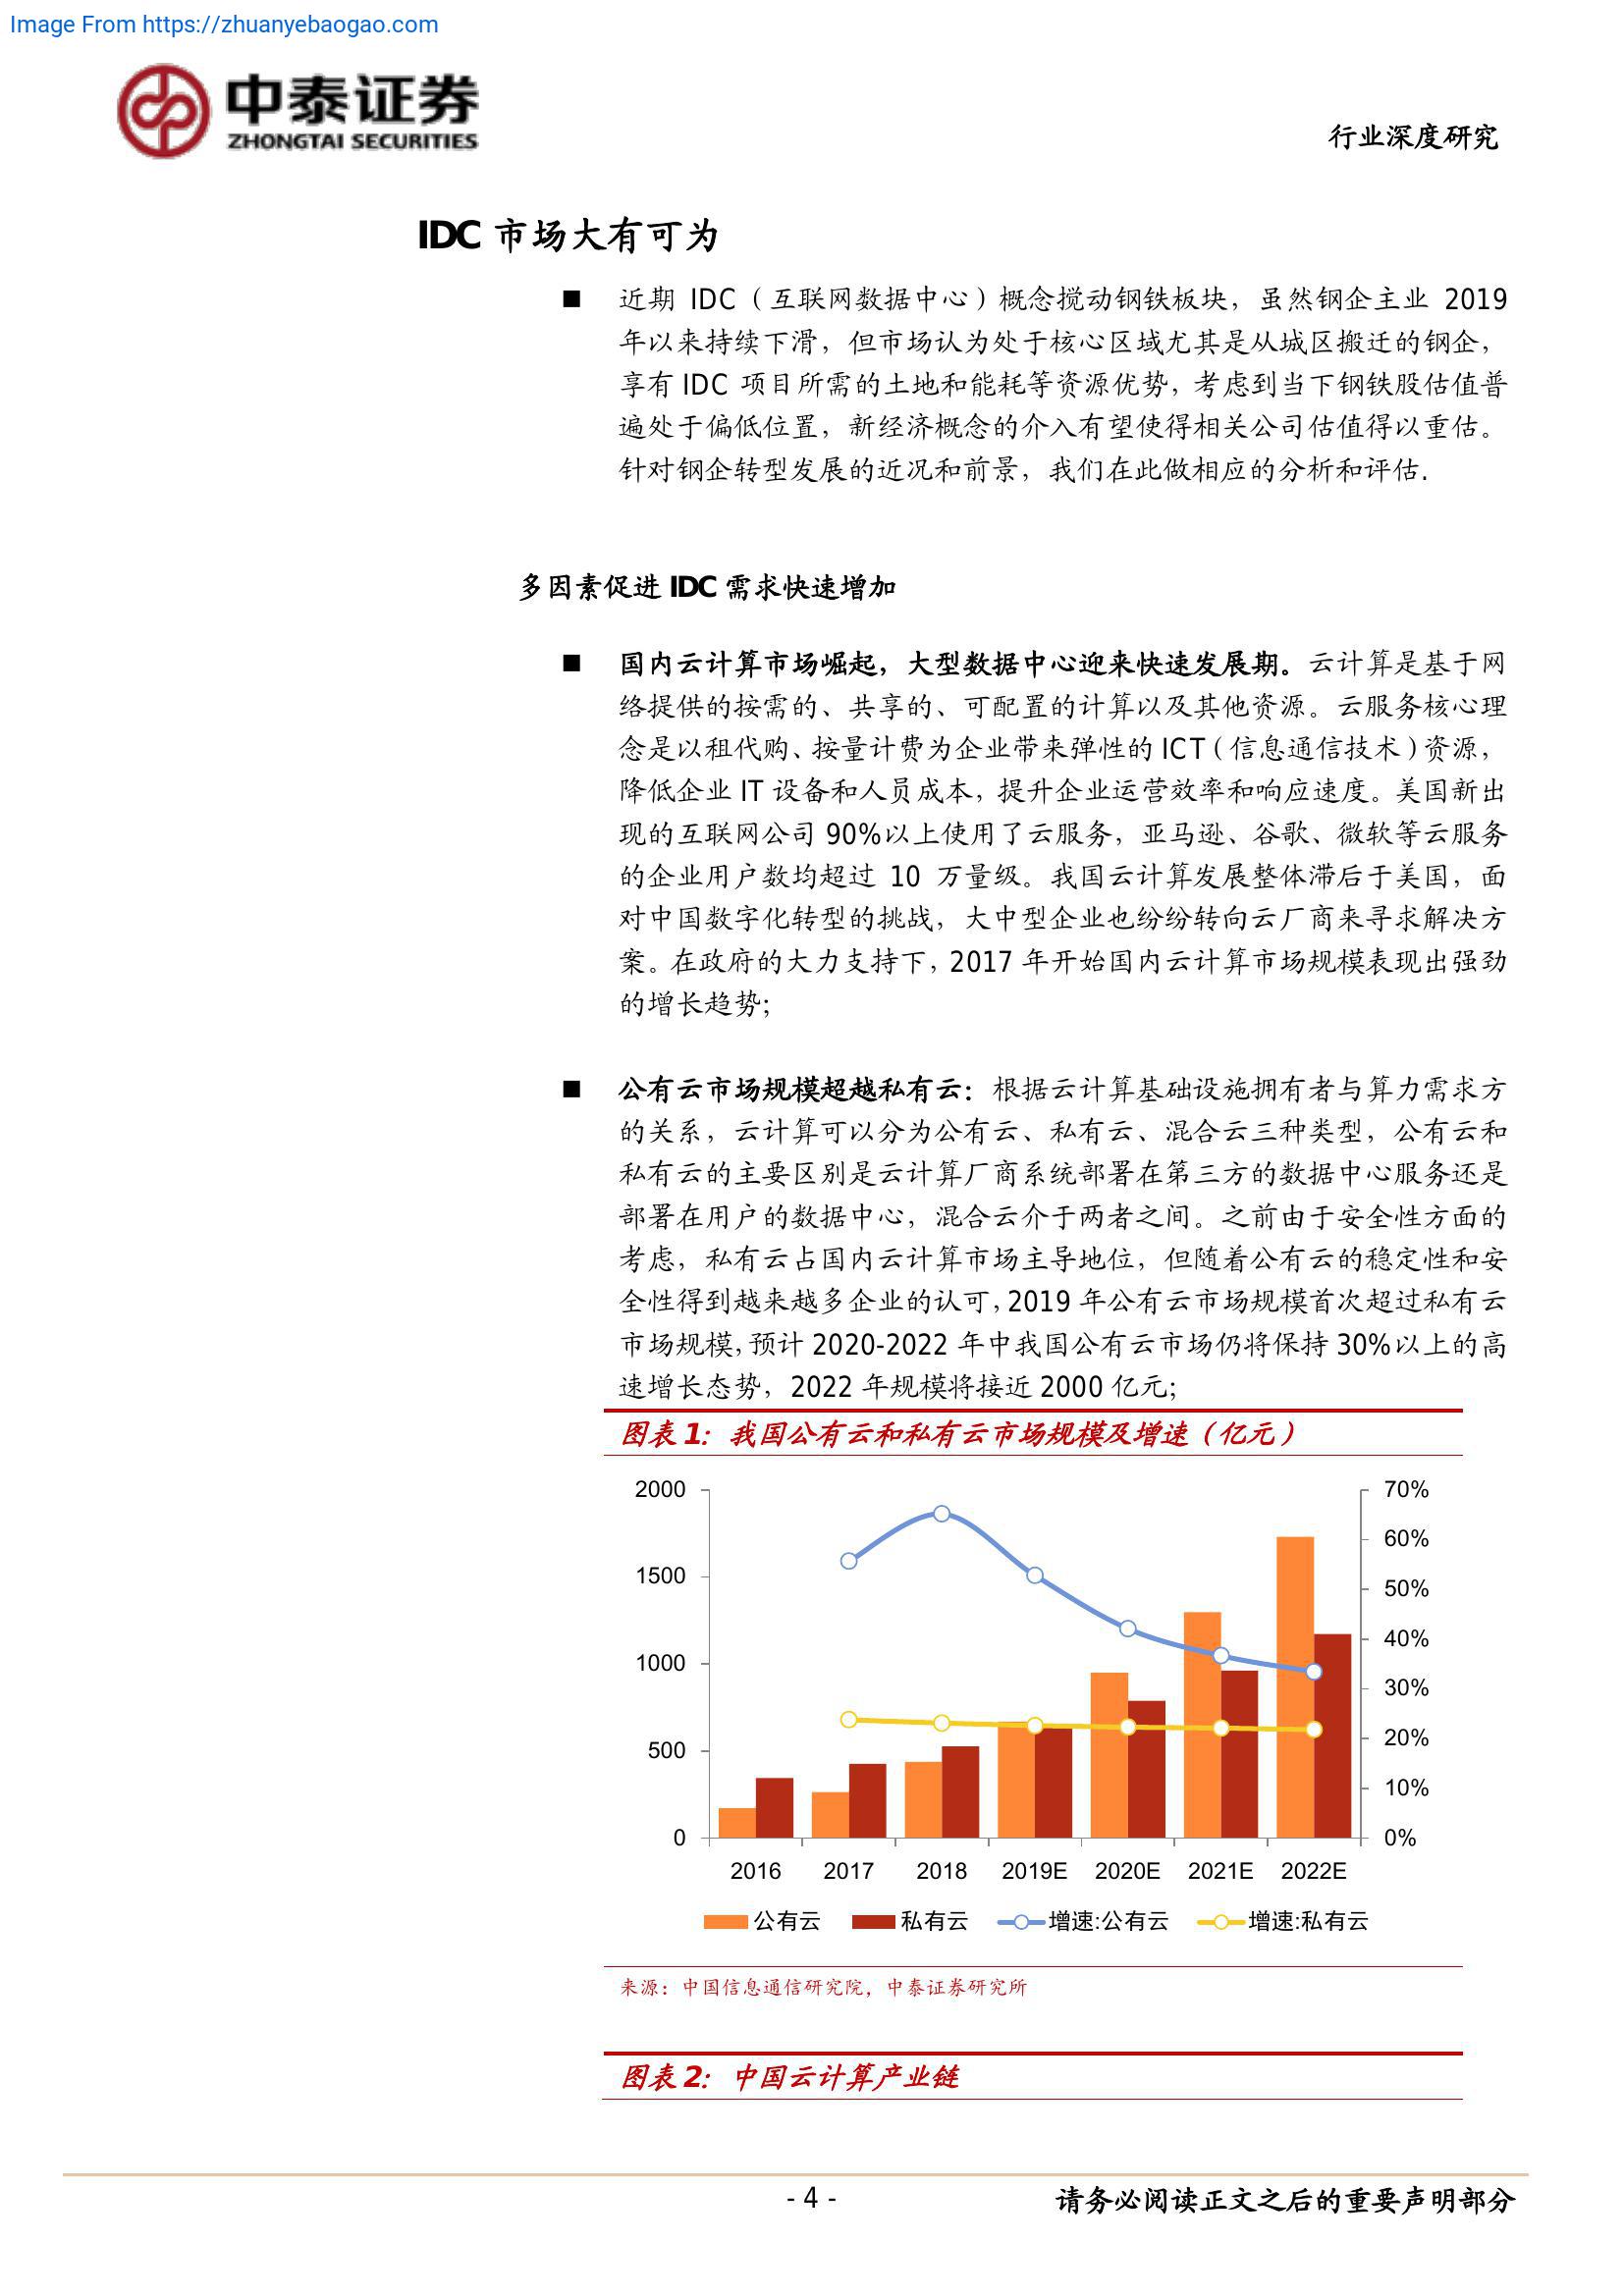 Image From https://zhuanyebaogao.com
中泰证券
ZHONGTAI SECURITIES
行业深度研究
IDC 市场大有可为
■ 近期 IDC（互联网数据中心）概念搅动钢铁板块，虽然钢企主业 2019
年以来持续下滑，但市场认为处于核心区域尤其是从城区搬迁的钢企，
享有 IDC 项目所需的土地和能耗等资源优势，考虑到当下钢铁股估值普
遍处于偏低位置，新经济概念的介入有望使得相关公司估值得以重估。
针对钢企转型发展的近况和前景，我们在此做相应的分析和评估.
多因素促进 IDC 需求快速增加
■ 国内云计算市场崛起，大型数据中心迎来快速发展期。云计算是基于网
络提供的按需的、共享的、可配置的计算以及其他资源。云服务核心理
念是以租代购、按量计费为企业带来弹性的 ICT（信息通信技术）资源，
降低企业 IT 设备和人员成本，提升企业运营效率和响应速度。美国新出
现的互联网公司 90%以上使用了云服务，亚马逊、谷歌、微软等云服务
的企业用户数均超过 10 万量级。我国云计算发展整体滞后于美国，面
对中国数字化转型的挑战，大中型企业也纷纷转向云厂商来寻求解决方
案。在政府的大力支持下，2017 年开始国内云计算市场规模表现出强劲
的增长趋势；
■ 公有云市场规模超越私有云：根据云计算基础设施拥有者与算力需求方
的关系，云计算可以分为公有云、私有云、混合云三种类型，公有云和
私有云的主要区别是云计算厂商系统部署在第三方的数据中心服务还是
部署在用户的数据中心，混合云介于两者之间。之前由于安全性方面的
考虑，私有云占国内云计算市场主导地位，但随着公有云的稳定性和安
全性得到越来越多企业的认可，2019 年公有云市场规模首次超过私有云
市场规模，预计 2020-2022 年中我国公有云市场仍将保持 30%以上的高
速增长态势，2022 年规模将接近 2000 亿元；
图表 1：我国公有云和私有云市场规模及增速（亿元）
2000 70%
60%
1500 50%
40%
1000 30%
500 20%
10%
0 0%
2016 2017 2018 2019E 2020E 2021E 2022E
公有云 私有云 增速:公有云 增速:私有云
来源：中国信息通信研究院，中泰证券研究所
图表 2：中国云计算产业链
- 4 -
请务必阅读正文之后的重要声明部分